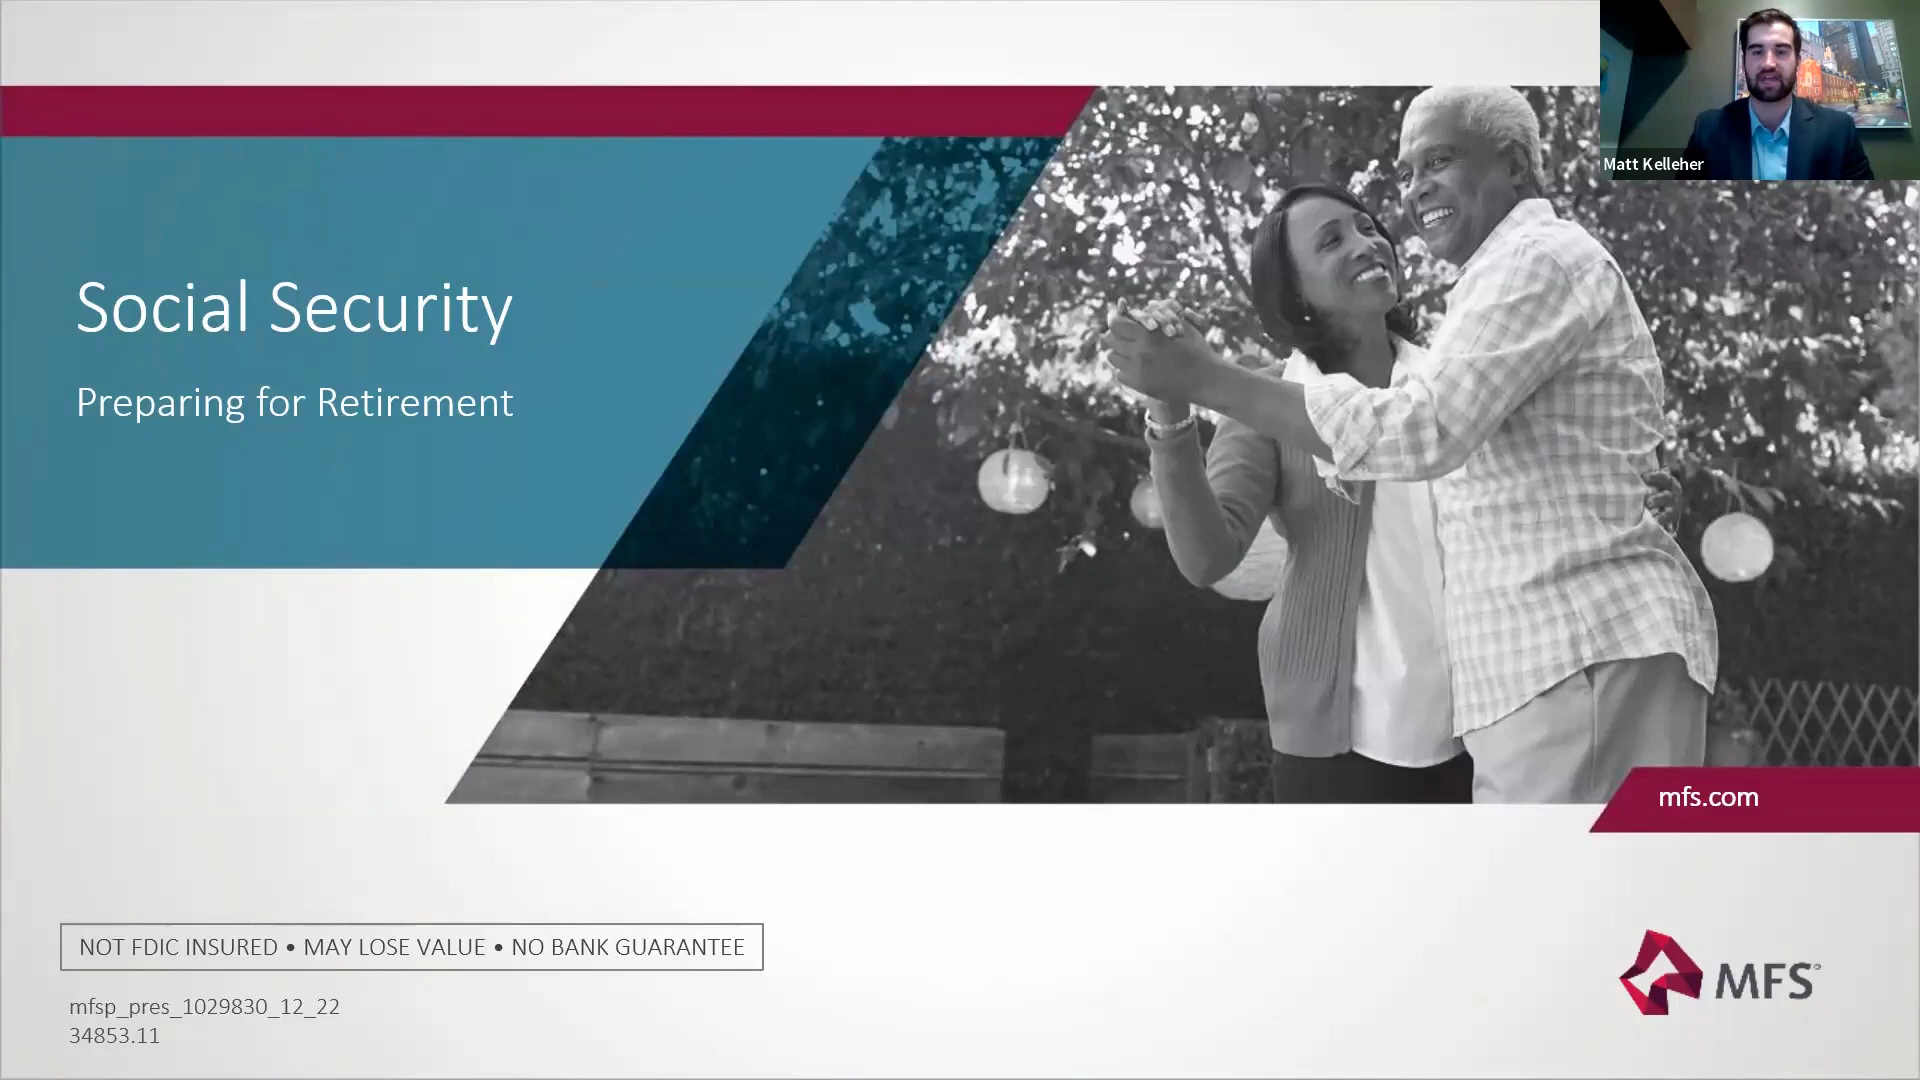 Matt Kelleher
Social Security
Preparing for Retirement
mfs.com
NOT FDIC INSURED • MAY LOSE VALUE • NO BANK GUARANTEE
mfsp_pres_1029830_12_22
34853.11
MFS®